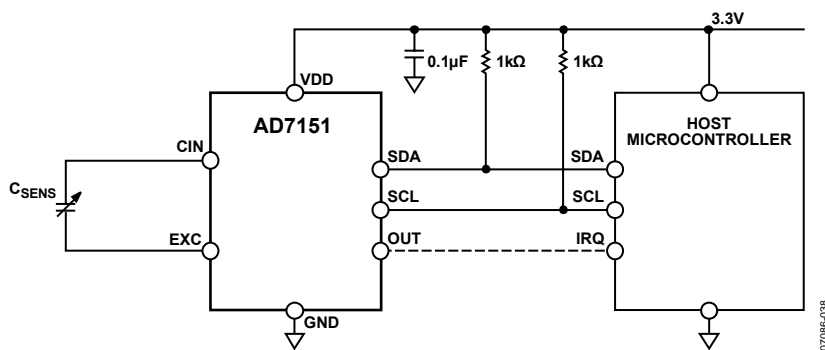 3.3V
0.1µF
1kΩ
1kΩ
VDD
AD7151
HOST
MICROCONTROLLER
CIN
SDA
SDA
CSENS
SCL
SCL
EXC
OUT
IRQ
GND
07086-038